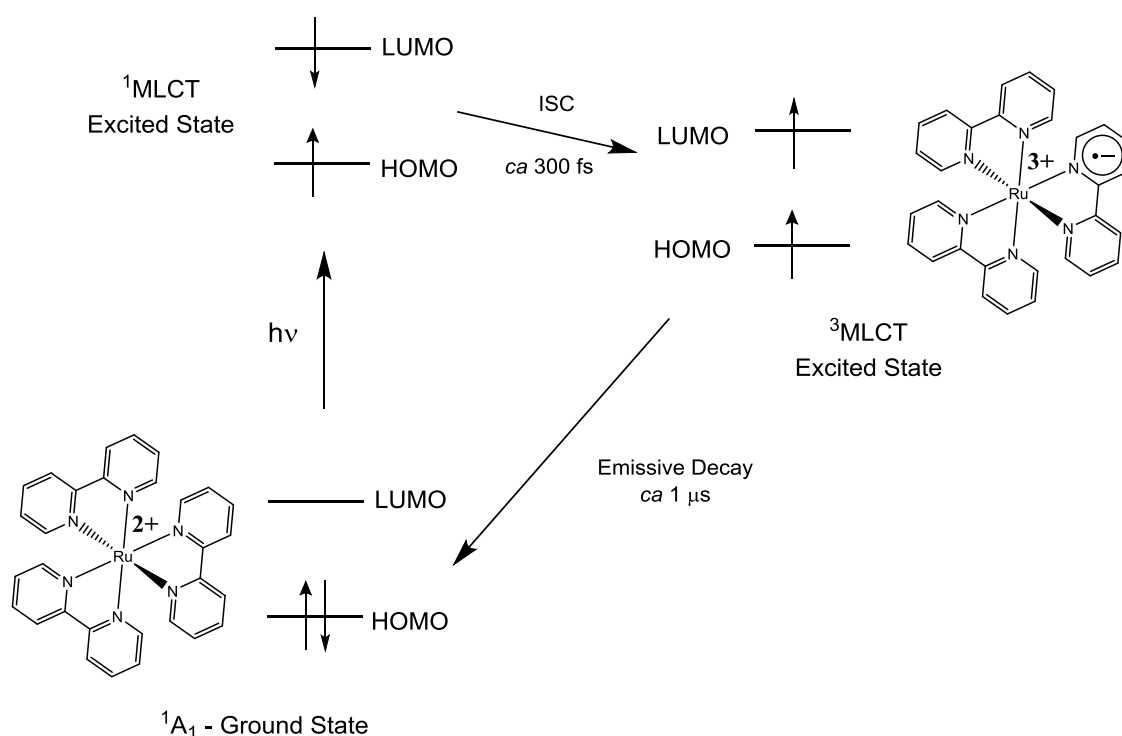 LUMO
¹MLCT
Excited State
HOMO
ISC
ca 300 fs
LUMO
HOMO
N
N
N
N
N
N
Ru
3+
•–
³MLCT
Excited State
hν
Emissive Decay
ca 1 μs
N
N
N
N
N
N
Ru
2+
LUMO
HOMO
¹A₁ - Ground State